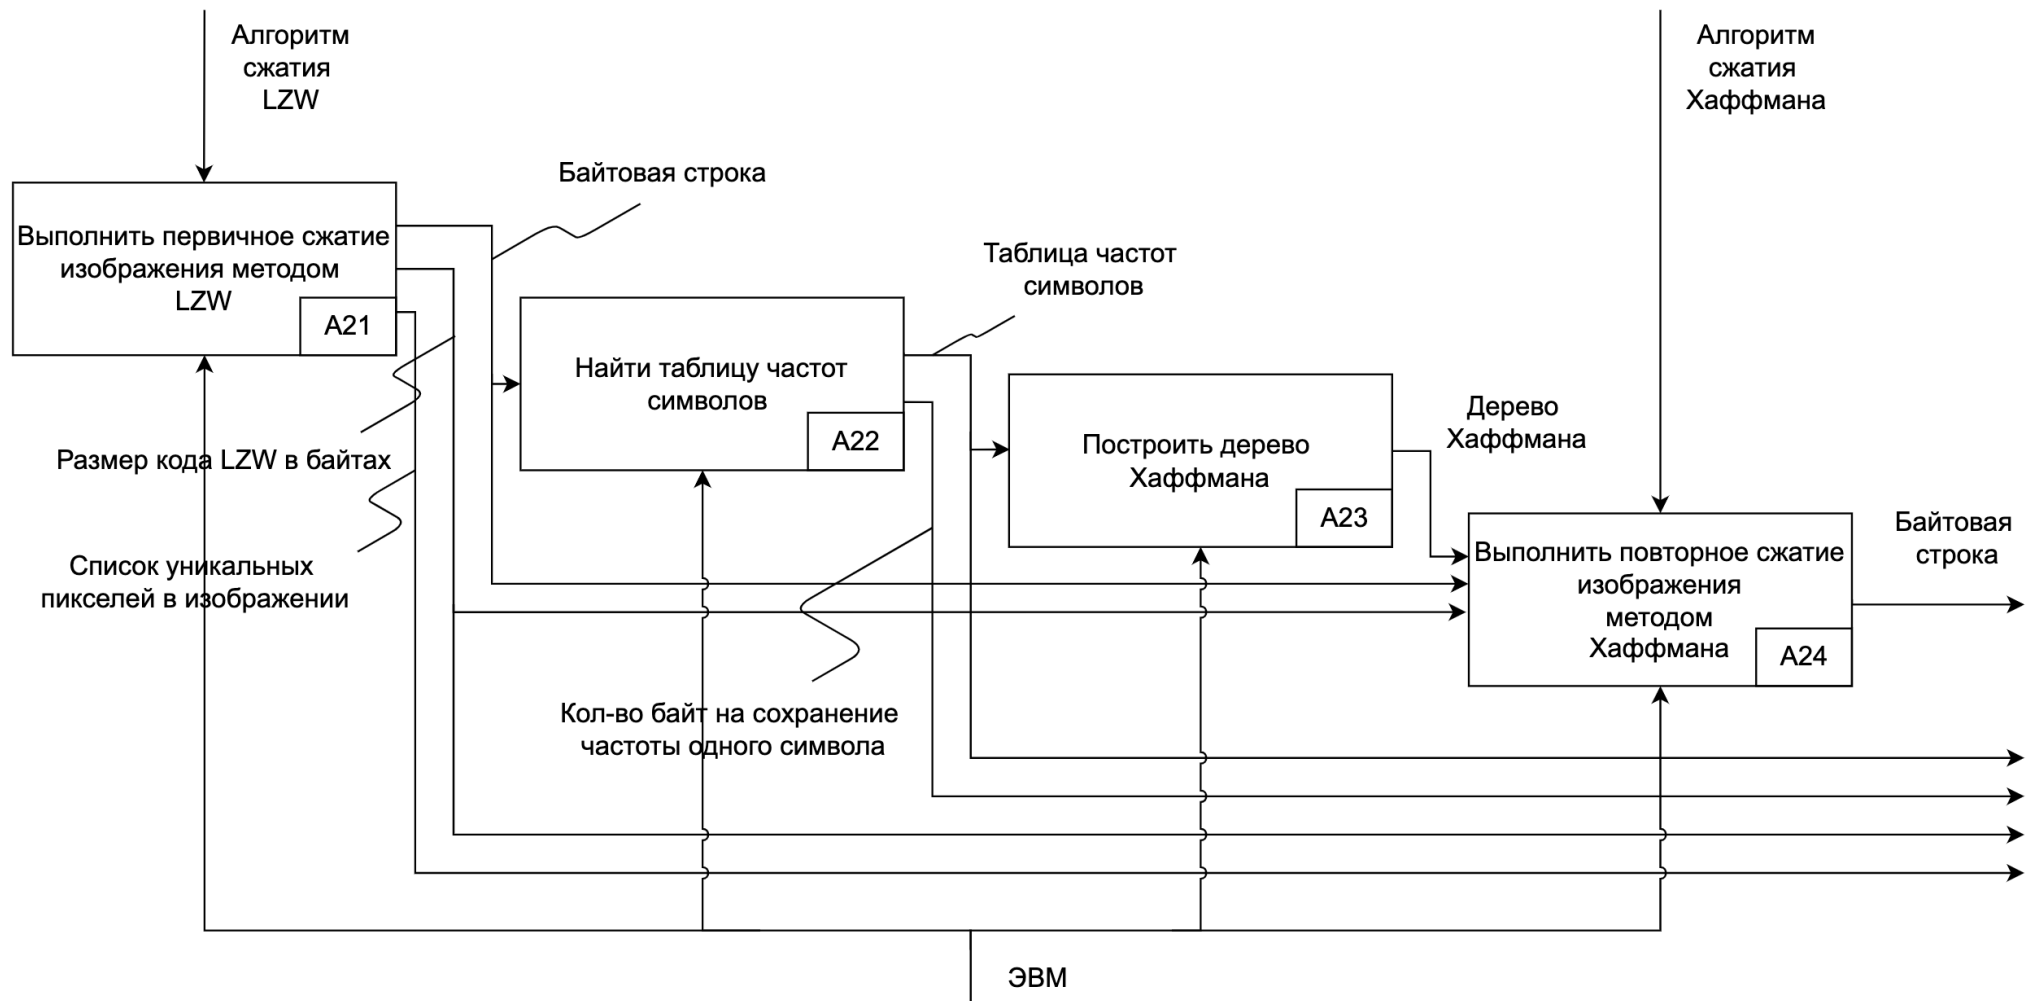 Алгоритм
сжатия
LZW
Алгоритм
сжатия
Хаффмана
Байтовая строка
Выполнить первичное сжатие
изображения методом
LZW
A21
Таблица частот
символов
Найти таблицу частот
символов
A22
Построить дерево
Хаффмана
A23
Дерево
Хаффмана
Размер кода LZW в байтах
Список уникальных
пикселей в изображении
Выполнить повторное сжатие
изображения
методом
Хаффмана
A24
Байтовая
строка
Кол-во байт на сохранение
частоты одного символа
ЭВМ